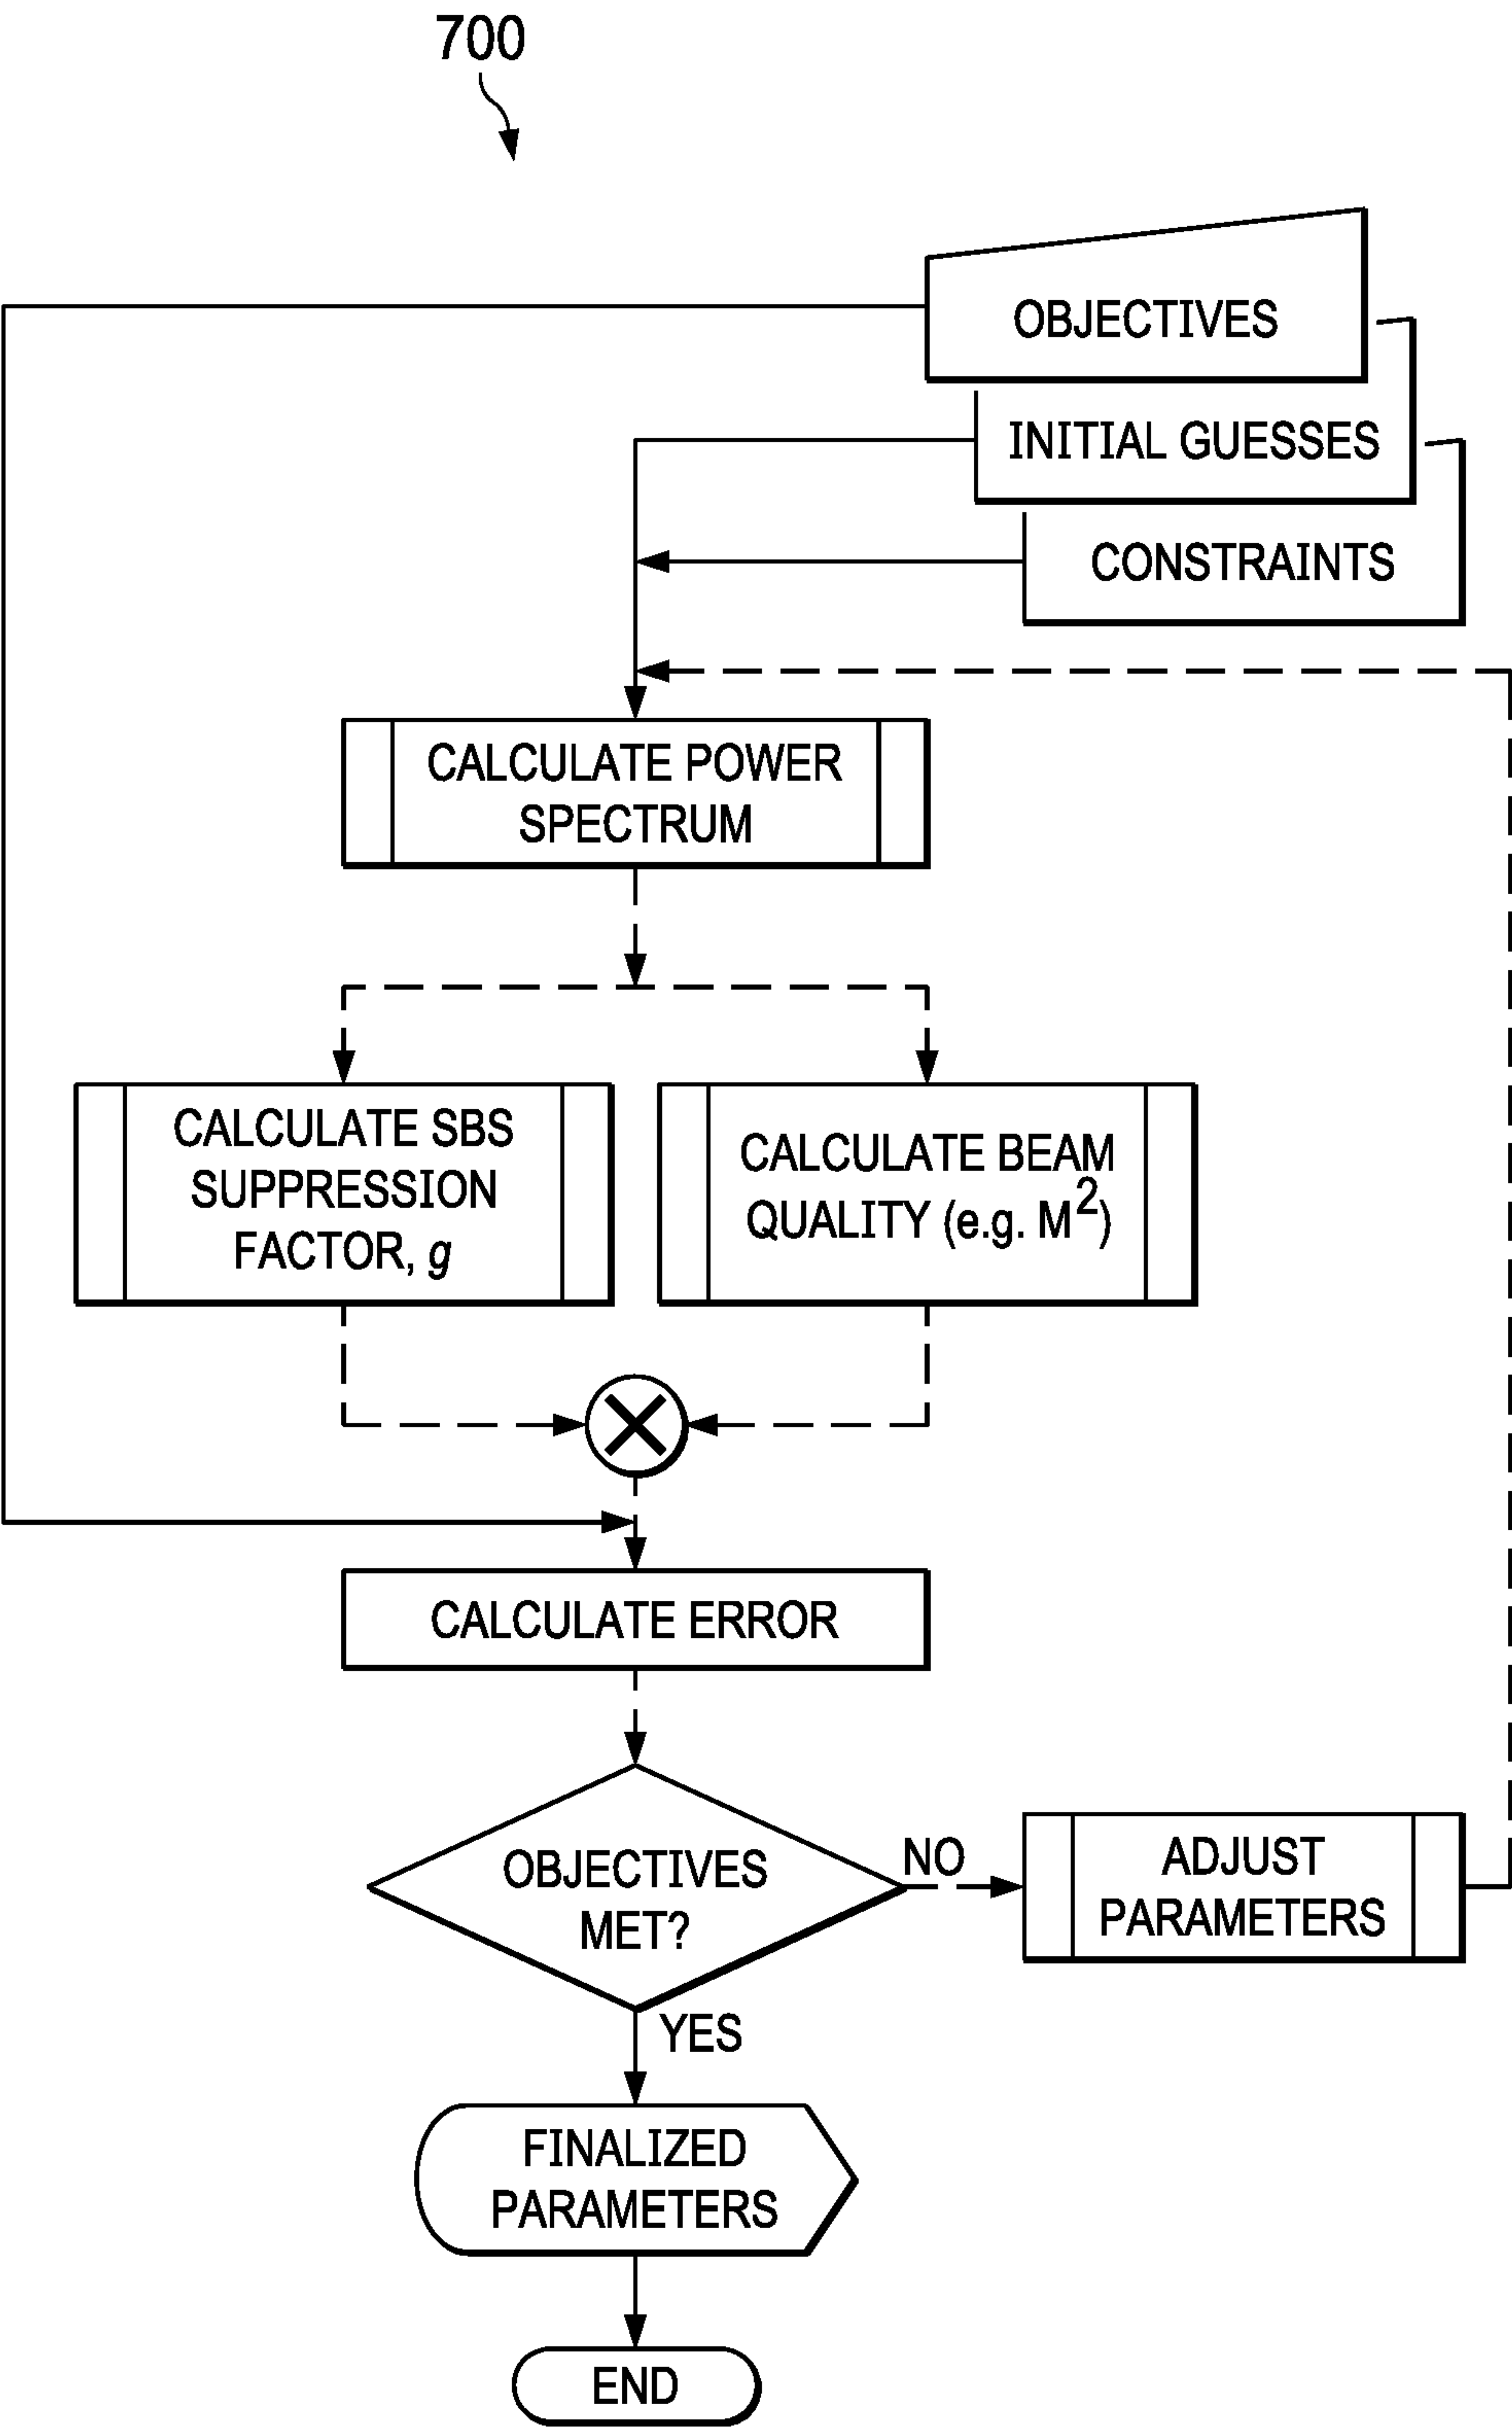 700
OBJECTIVES
INITIAL GUESSES
CONSTRAINTS
CALCULATE POWER
SPECTRUM
CALCULATE SBS
SUPPRESSION
FACTOR, g
CALCULATE BEAM
QUALITY (e.g. M²)
CALCULATE ERROR
OBJECTIVES
MET?
NO
ADJUST
PARAMETERS
YES
FINALIZED
PARAMETERS
END